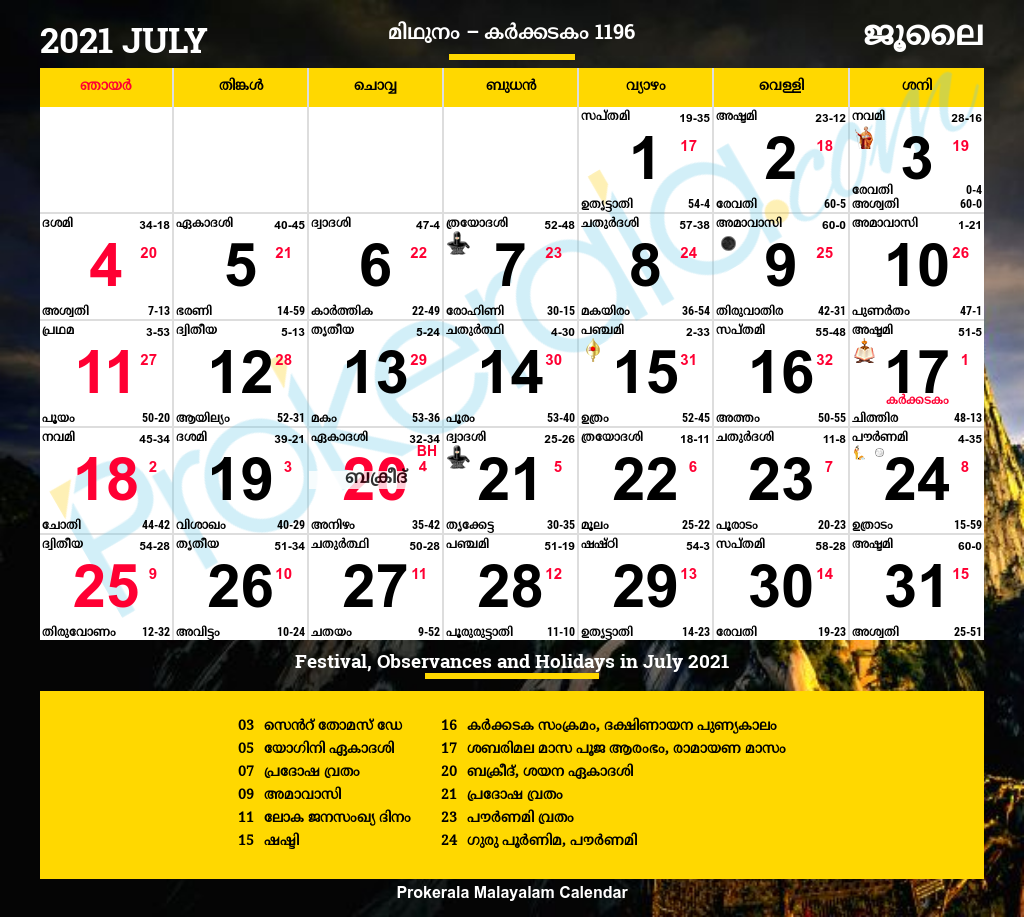 2021 JULY
മിഥുനം – കർക്കടകം 1196
ജൂലൈ
ഞായർ തിങ്കൾ ചൊവ്വ ബുധൻ വ്യാഴം വെള്ളി ശനി
സപ്തമി 19-35 അഷ്ടമി 23-12 നവമി 28-16
1 17 2 18 3 19
രേവതി 0-4
ഉതൃട്ടാതി 54-4 രേവതി 60-5 അശ്വതി 60-0
ദശമി 34-18 ഏകാദശി 40-45 ദ്വാദശി 47-4 ത്രയോദശി 52-48 ചതുർദശി 57-38 അമാവാസി 60-0 അമാവാസി 1-21
4 20 5 21 6 22 7 23 8 24 9 25 10 26
അശ്വതി 7-13 ഭരണി 14-59 കാർത്തിക 22-49 രോഹിണി 30-15 മകയിരം 36-54 തിരുവാതിര 42-31 പുണർതം 47-1
പ്രഥമ 3-53 ദ്വിതീയ 5-13 തൃതീയ 5-24 ചതുർത്ഥി 4-30 പഞ്ചമി 2-33 സപ്തമി 55-48 അഷ്ടമി 51-5
11 27 12 28 13 29 14 30 15 31 16 32 17 1
കർക്കടകം
പൂയം 50-20 ആയില്യം 52-31 മകം 53-36 പൂരം 53-40 ഉത്രം 52-45 അത്തം 50-55 ചിത്തിര 48-13
നവമി 45-34 ദശമി 39-21 ഏകാദശി 32-34 ദ്വാദശി 25-26 ത്രയോദശി 18-11 ചതുർദശി 11-8 പൗർണമി 4-35
BH
18 2 19 3 20 4 21 5 22 6 23 7 24 8
ബക്രീദ്
ചോതി 44-42 വിശാഖം 40-29 അനിഴം 35-42 തൃക്കേട്ട 30-35 മൂലം 25-22 പൂരാടം 20-23 ഉത്രാടം 15-59
ദ്വിതീയ 54-28 തൃതീയ 51-34 ചതുർത്ഥി 50-28 പഞ്ചമി 51-19 ഷഷ്ഠി 54-3 സപ്തമി 58-28 അഷ്ടമി 60-0
25 9 26 10 27 11 28 12 29 13 30 14 31 15
തിരുവോണം 12-32 അവിട്ടം 10-24 ചതയം 9-52 പൂരുരുട്ടാതി 11-10 ഉതൃട്ടാതി 14-23 രേവതി 19-23 അശ്വതി 25-51
Prokerala.com
Festival, Observances and Holidays in July 2021
03 സെൻറ് തോമസ് ഡേ
05 യോഗിനി ഏകാദശി
07 പ്രദോഷ വ്രതം
09 അമാവാസി
11 ലോക ജനസംഖ്യ ദിനം
15 ഷഷ്ടി
16 കർക്കടക സംക്രമം, ദക്ഷിണായന പുണ്യകാലം
17 ശബരിമല മാസ പൂജ ആരംഭം, രാമായണ മാസം
20 ബക്രീദ്, ശയന ഏകാദശി
21 പ്രദോഷ വ്രതം
23 പൗർണമി വ്രതം
24 ഗുരു പൂർണിമ, പൗർണമി
Prokerala Malayalam Calendar